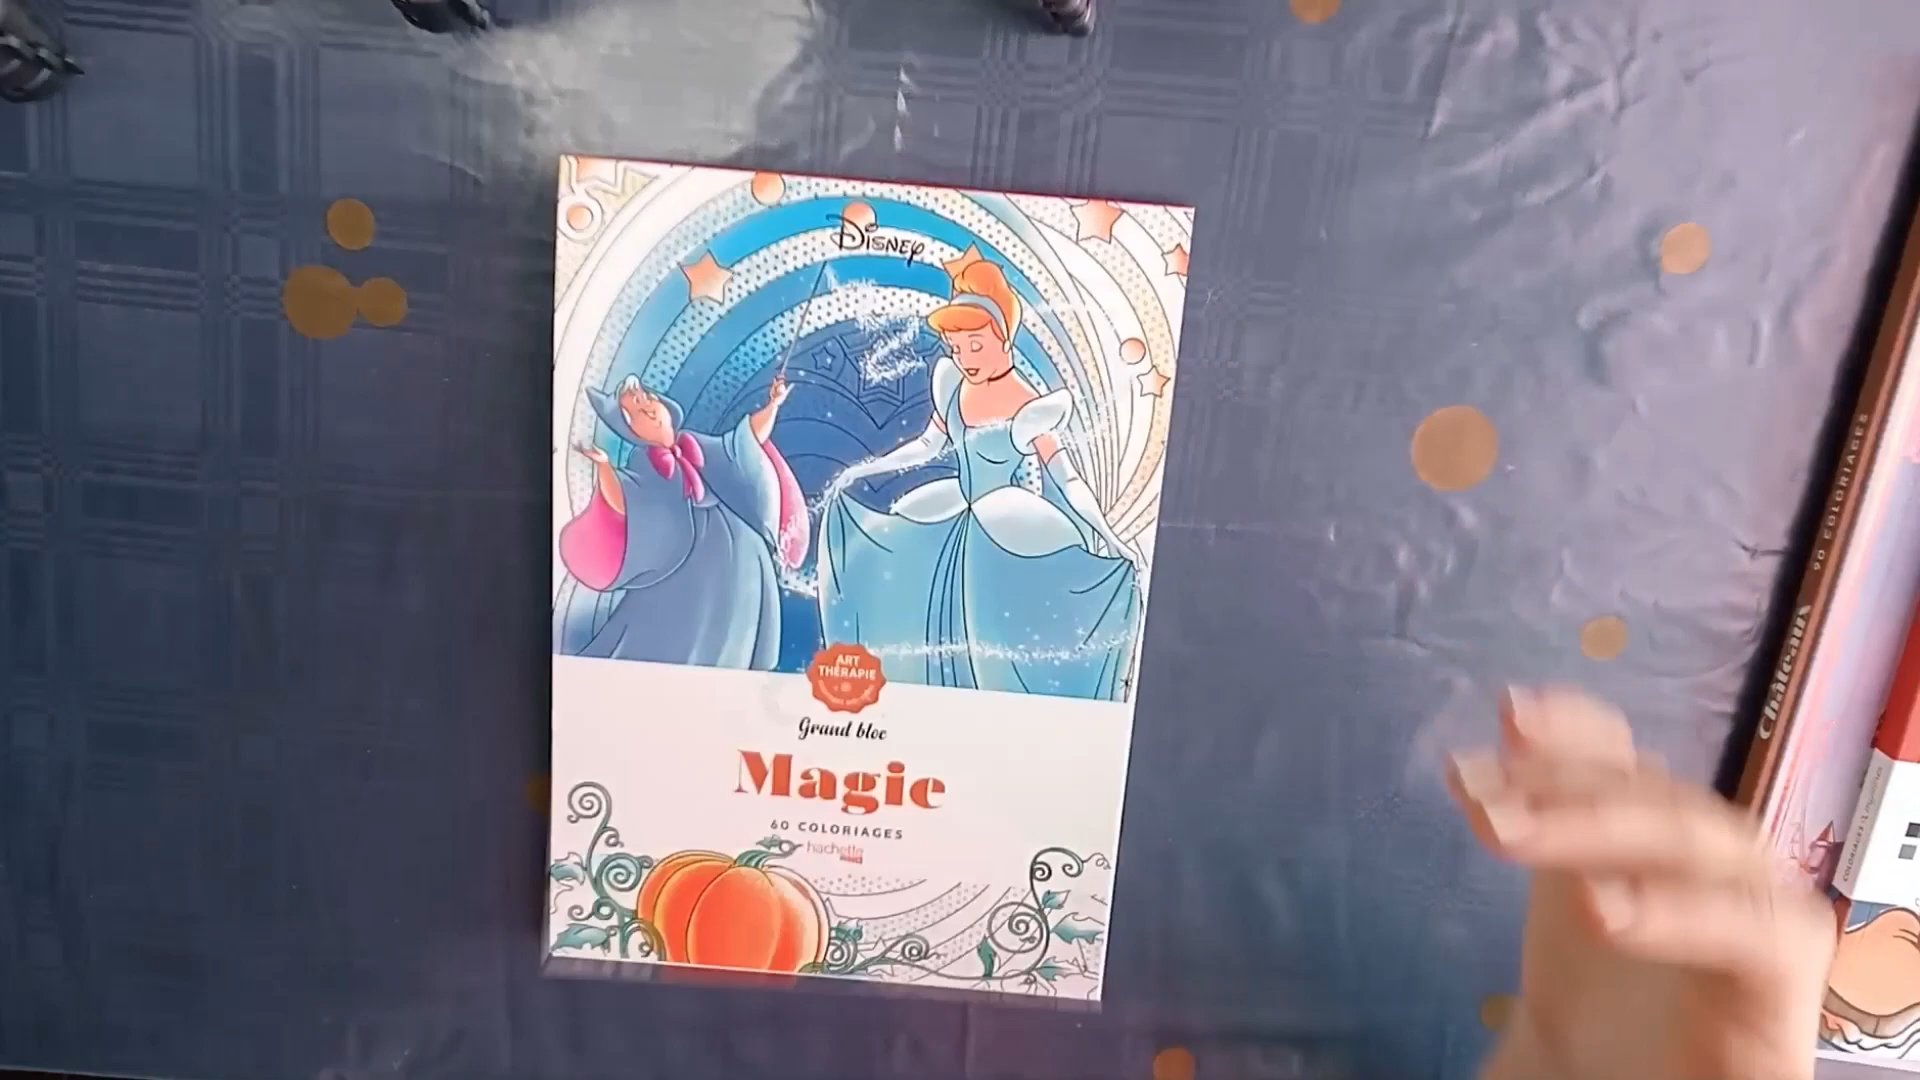 Disney
ART
THÉRAPIE
Grand bloc
Magie
60 COLORIAGES
hachette
Châteaux
90 COLORIAGES